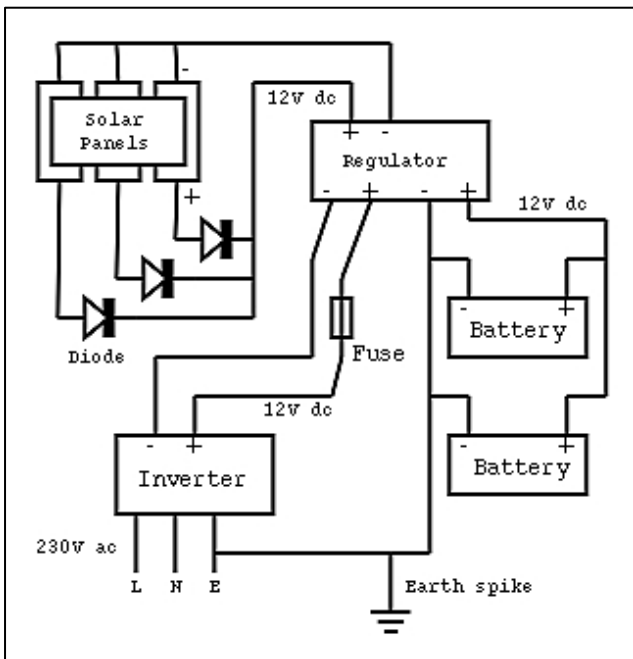 -
12V dc
Solar
Panels
+ -
Regulator
- + - +
+
12V dc
- +
Battery
Diode
Fuse
12V dc
- +
Inverter
- +
Battery
230V ac
L N E
Earth spike